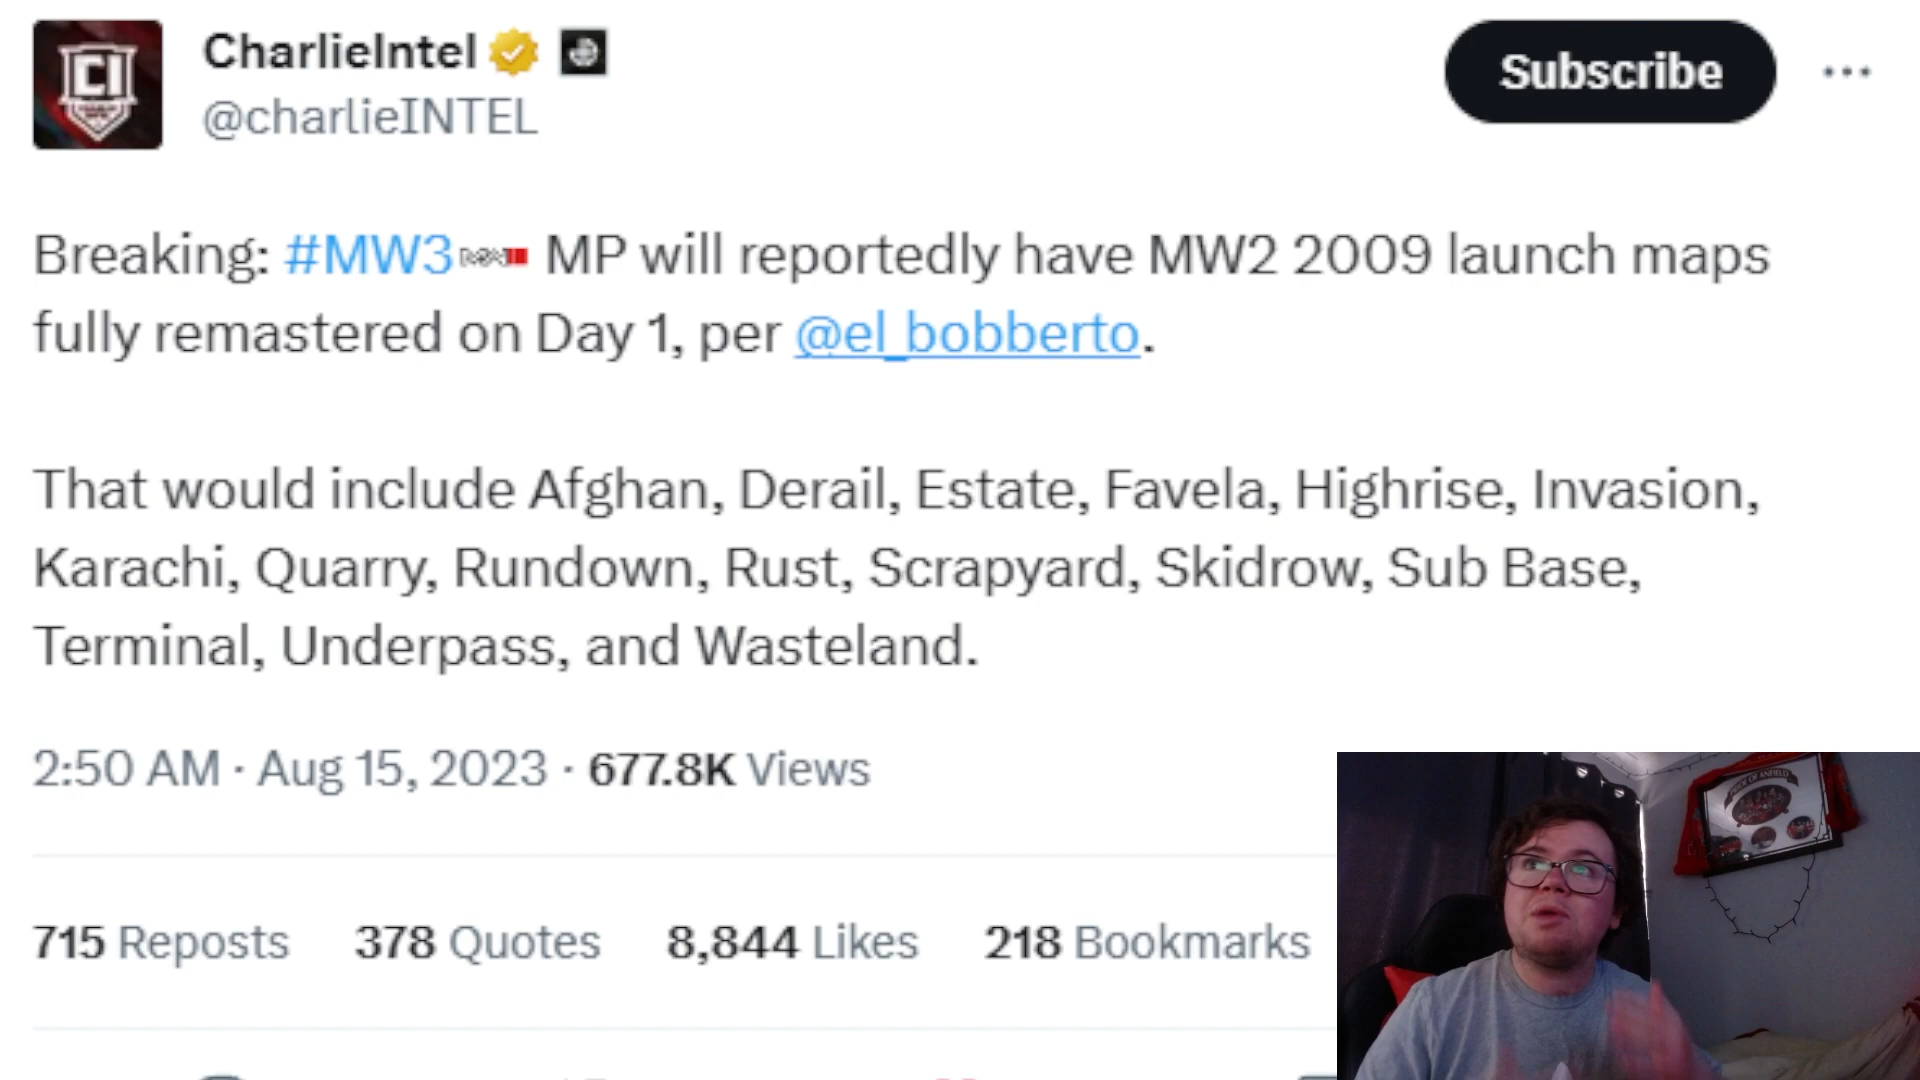 CI
CharlieIntel
@charlieINTEL
Subscribe
Breaking: #MW3 MP will reportedly have MW2 2009 launch maps
fully remastered on Day 1, per @el_bobberto.
That would include Afghan, Derail, Estate, Favela, Highrise, Invasion,
Karachi, Quarry, Rundown, Rust, Scrapyard, Skidrow, Sub Base,
Terminal, Underpass, and Wasteland.
2:50 AM · Aug 15, 2023 · 677.8K Views
715 Reposts 378 Quotes 8,844 Likes 218 Bookmarks